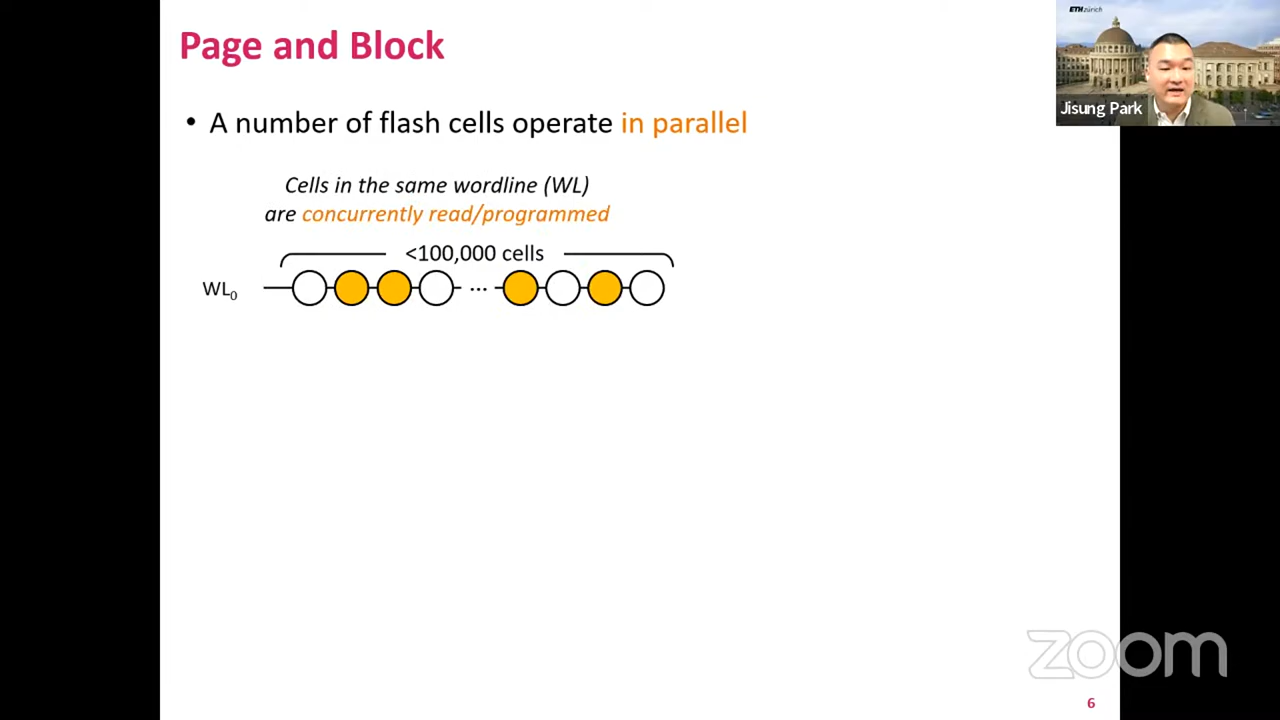 Page and Block
ETH zürich
Jisung Park
• A number of flash cells operate in parallel
Cells in the same wordline (WL)
are concurrently read/programmed
<100,000 cells
WL0
...
zoom
6